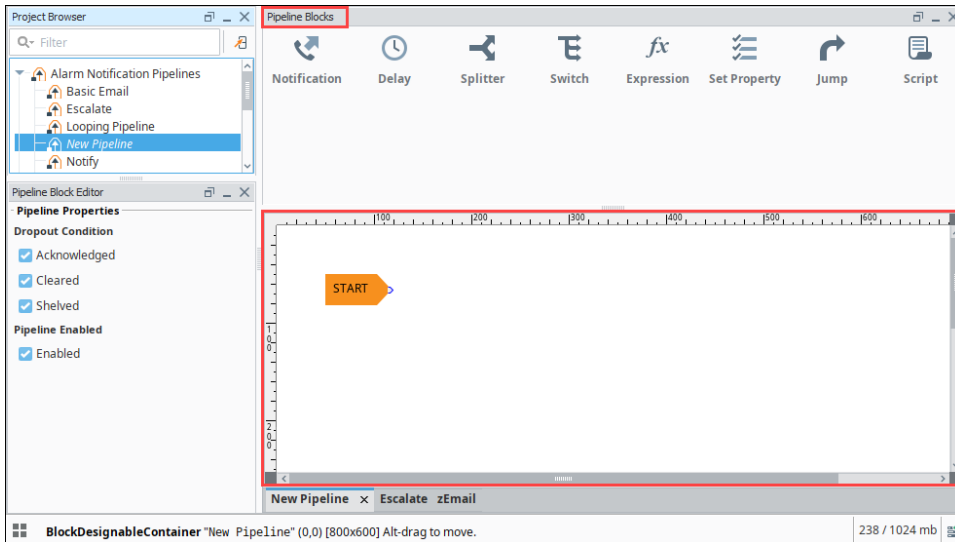 Project Browser
Filter
Alarm Notification Pipelines
Basic Email
Escalate
Looping Pipeline
New Pipeline
Notify
Pipeline Block Editor
Pipeline Properties
Dropout Condition
Acknowledged
Cleared
Shelved
Pipeline Enabled
Enabled
Pipeline Blocks
fx
Notification Delay Splitter Switch Expression Set Property Jump Script
100 200 300 400 500 600
START
100
200
New Pipeline x Escalate zEmail
BlockDesignableContainer "New Pipeline" (0,0) [800x600] Alt-drag to move.
238 / 1024 mb